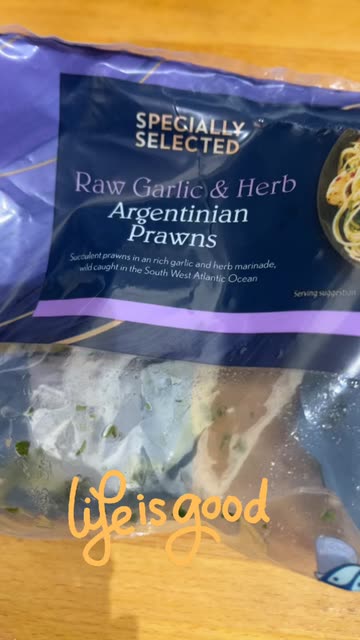 SPECIALLY
SELECTED
Raw Garlic & Herb
Argentinian
Prawns
Succulent prawns in an rich garlic and herb marinade,
wild caught in the South West Atlantic Ocean
Serving suggestion
life is good